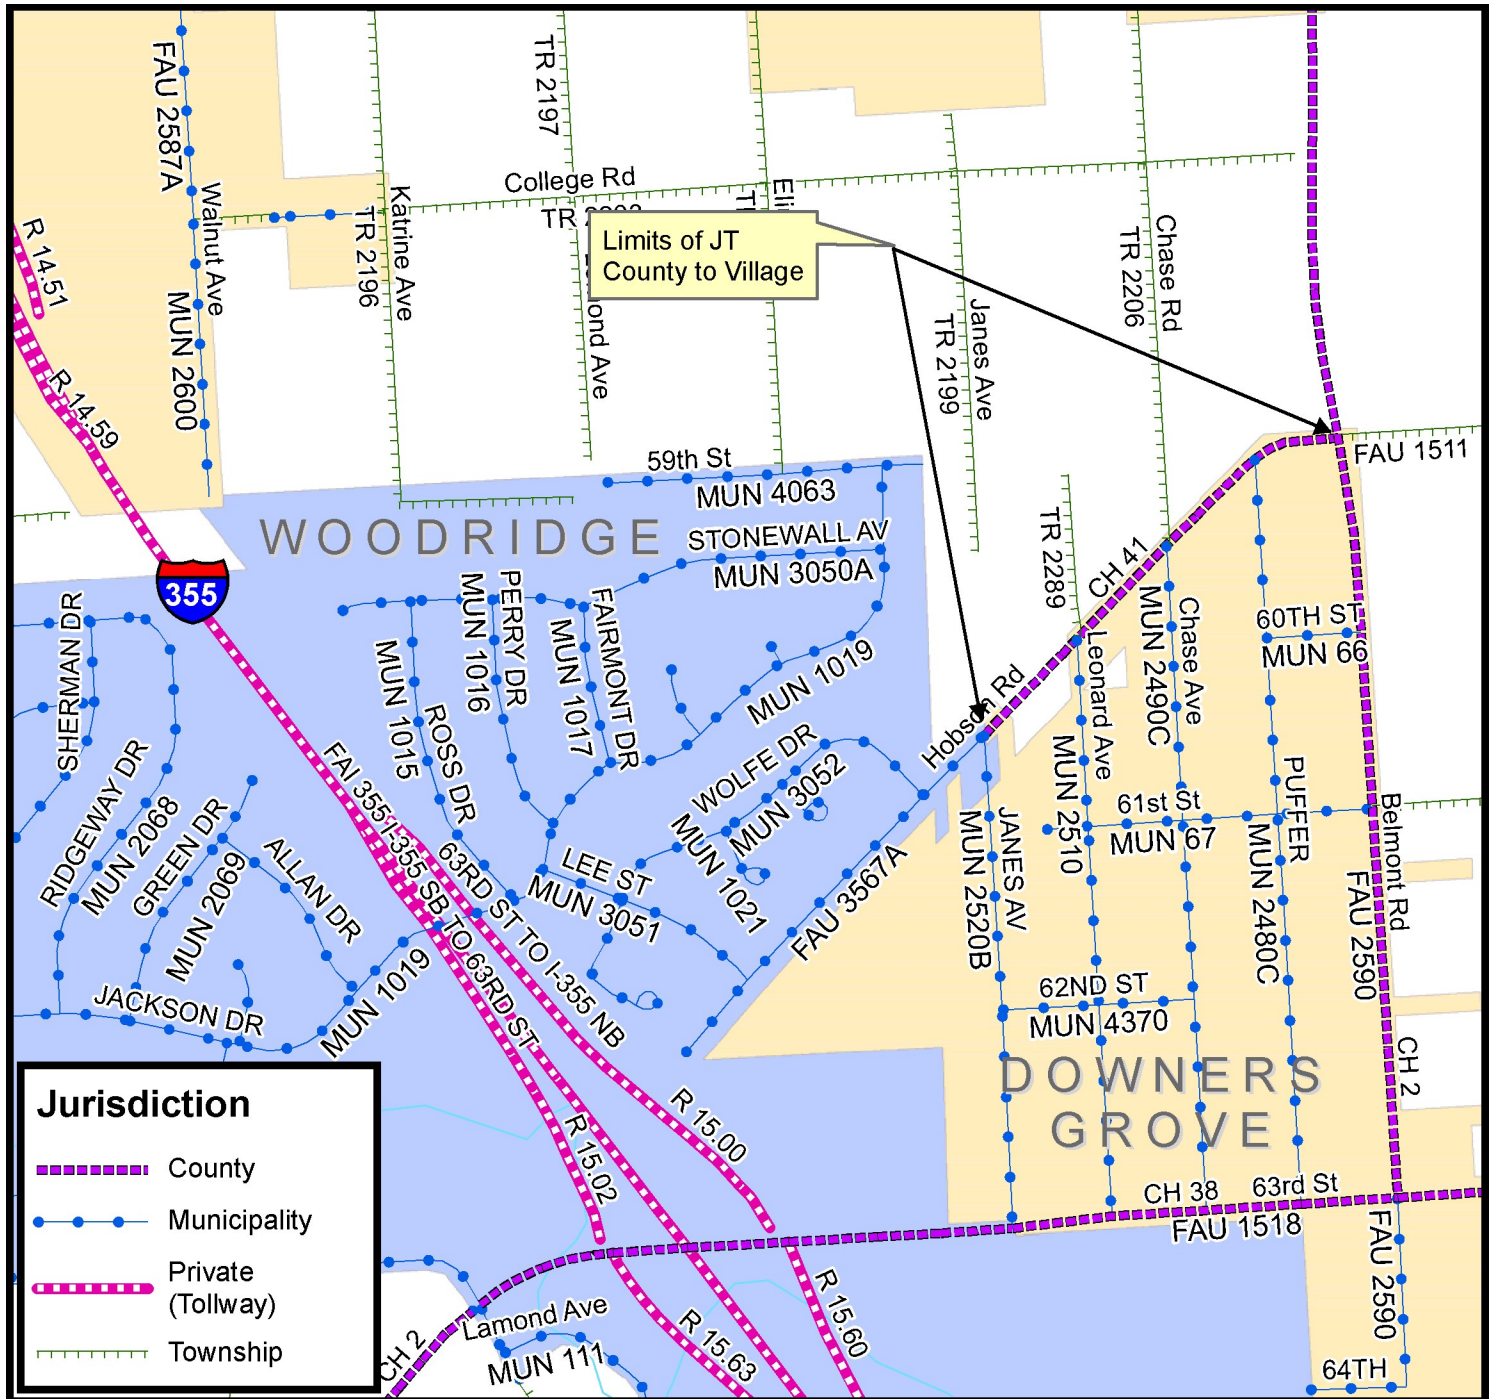 FAU 2587A
Walnut Ave
MUN 2600
R 14.51
R 14.59
TR 2197
College Rd
Katrine Ave
TR 2196
Limits of JT
County to Village
Janes Ave
TR 2199
Chase Rd
TR 2206
FAU 1511
59th St
MUN 4063
WOODRIDGE
STONEWALL AV
MUN 3050A
355
TR 2289
CH 41
SHERMAN DR
PERRY DR
MUN 1016
FAIRMONT DR
MUN 1017
MUN 1015
ROSS DR
MUN 1019
Hobson Rd
Leonard Ave
MUN 2510
Chase Ave
MUN 2490C
60TH ST
MUN 66
RIDGEWAY DR
MUN 2068
GREEN DR
MUN 2069
ALLAN DR
FAI 355
I-355 SB TO 63RD ST
63RD ST TO I-355 NB
WOLFE DR
MUN 3052
MUN 1021
LEE ST
MUN 3051
FAU 3567A
JANES AV
MUN 2520B
61st St
MUN 67
PUFFER
MUN 2480C
Belmont Rd
FAU 2590
62ND ST
MUN 4370
JACKSON DR
MUN 1019
CH 2
DOWNERS
GROVE
R 15.00
R 15.02
CH 38
63rd St
FAU 1518
FAU 2590
R 15.60
R 15.63
Lamond Ave
MUN 111
CH 2
64TH
Jurisdiction
County
Municipality
Private
(Tollway)
Township